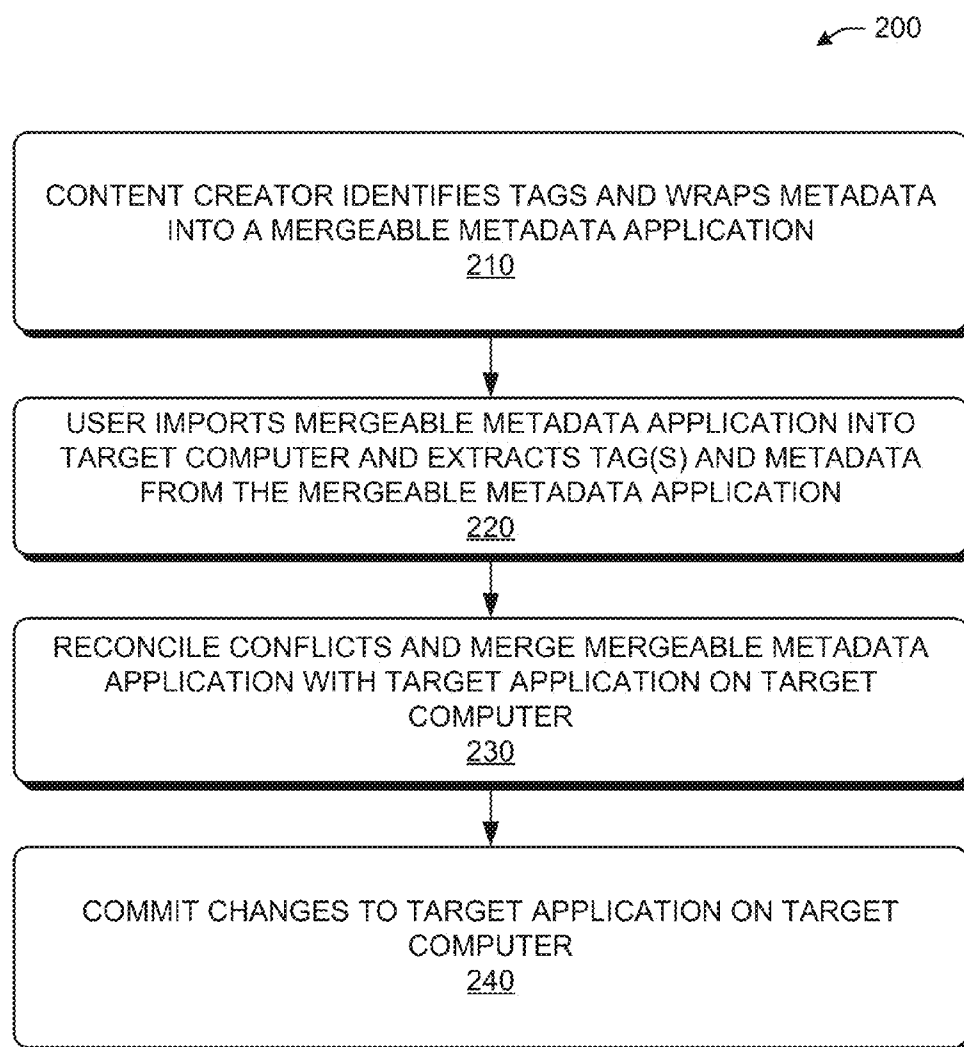 200
CONTENT CREATOR IDENTIFIES TAGS AND WRAPS METADATA
INTO A MERGEABLE METADATA APPLICATION
210
USER IMPORTS MERGEABLE METADATA APPLICATION INTO
TARGET COMPUTER AND EXTRACTS TAG(S) AND METADATA
FROM THE MERGEABLE METADATA APPLICATION
220
RECONCILE CONFLICTS AND MERGE MERGEABLE METADATA
APPLICATION WITH TARGET APPLICATION ON TARGET
COMPUTER
230
COMMIT CHANGES TO TARGET APPLICATION ON TARGET
COMPUTER
240